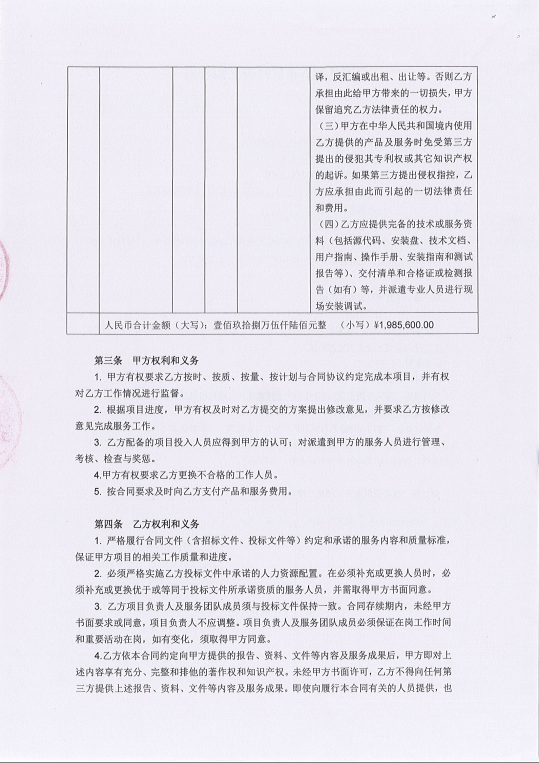 译，反汇编或出租、出让等。否则乙方
承担由此给甲方带来的一切损失，甲方
保留追究乙方法律责任的权力。
（三）甲方在中华人民共和国境内使用
乙方提供的产品及服务时免受第三方
提出的侵犯其专利权或其它知识产权
的起诉。如果第三方提出侵权指控，乙
方应承担由此而引起的一切法律责任
和费用。
（四）乙方应提供完备的技术或服务资
料（包括源代码、安装盘、技术文档、
用户指南、操作手册、安装指南和测试
报告等）、交付清单和合格证或检测报
告（如有）等，并派遣专业人员进行现
场安装调试。
人民币合计金额（大写）；壹佰玖拾捌万伍仟陆佰元整 （小写）¥1,985,600.00
第三条 甲方权利和义务
1. 甲方有权要求乙方按时、按质、按量、按计划与合同协议约定完成本项目，并有权
对乙方工作情况进行监督。
2. 根据项目进度，甲方有权及时对乙方提交的方案提出修改意见，并要求乙方按修改
意见完成服务工作。
3. 乙方配备的项目投入人员应得到甲方的认可；对派遣到甲方的服务人员进行管理、
考核、检查与奖惩。
4.甲方有权要求乙方更换不合格的工作人员。
5. 按合同要求及时向乙方支付产品和服务费用。
第四条 乙方权利和义务
1. 严格履行合同文件（含招标文件、投标文件等）约定和承诺的服务内容和质量标准，
保证甲方项目的相关工作质量和进度。
2. 必须严格实施乙方投标文件中承诺的人力资源配置。在必须补充或更换人员时，必
须补充或更换优于或等同于投标文件所承诺资质的服务人员，并需取得甲方书面同意。
3. 乙方项目负责人及服务团队成员须与投标文件保持一致。合同存续期内，未经甲方
书面要求或同意，项目负责人不应调整。项目负责人及服务团队成员必须保证在岗工作时间
和重要活动在岗，如有变化，须取得甲方同意。
4.乙方依本合同约定向甲方提供的报告、资料、文件等内容及服务成果后，甲方即对上
述内容享有充分、完整和排他的著作权和知识产权。未经甲方书面许可，乙方不得向任何第
三方提供上述报告、资料、文件等内容及服务成果。即使向履行本合同有关的人员提供，也